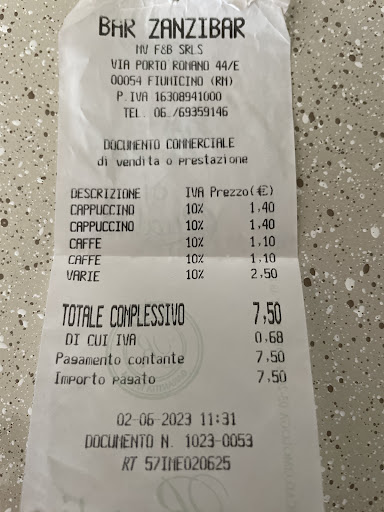 BAR ZANZIBAR
MV F&B SRLS
VIA PORTO ROMANO 44/E
00054 FIUMICINO (RM)
P.IVA 16308941000
TEL. 06./69359146
DOCUMENTO COMMERCIALE
di vendita o prestazione
DESCRIZIONE IVA Prezzo(€)
CAPPUCCINO 10% 1,40
CAPPUCCINO 10% 1,40
CAFFE 10% 1,10
CAFFE 10% 1,10
VARIE 10% 2,50
TOTALE COMPLESSIVO 7,50
DI CUI IVA 0,68
Pagamento contante 7,50
Importo pagato 7,50
02-06-2023 11:31
DOCUMENTO N. 1023-0053
RT 57IME020625